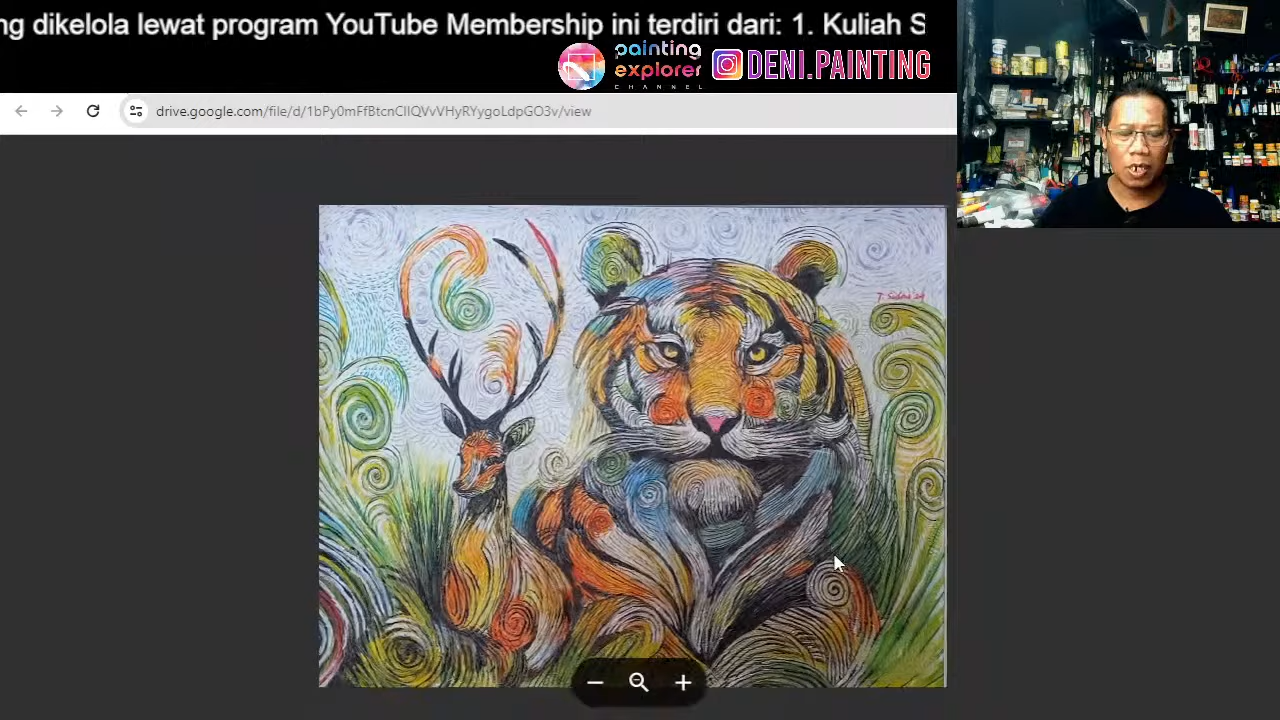 ng dikelola lewat program YouTube Membership ini terdiri dari: 1. Kuliah S
painting
explorer
CHANNEL
DENI.PAINTING
drive.google.com/file/d/1bPy0mFfBtcnCIIQVvVHyRYygoLdpGO3v/view